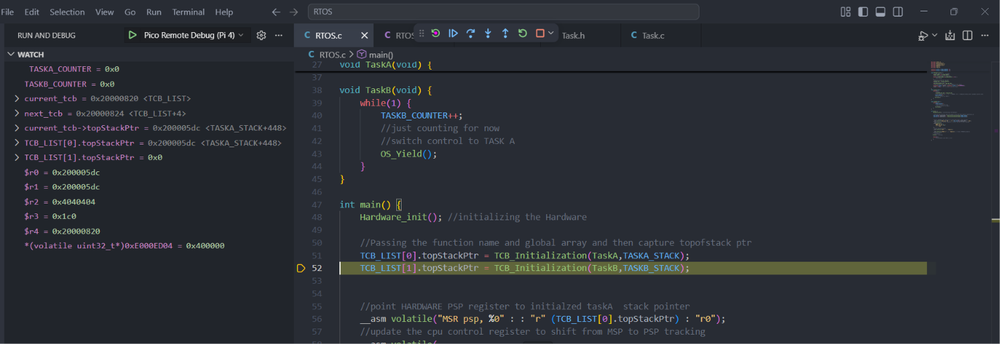 File Edit Selection View Go Run Terminal Help
RTOS
RUN AND DEBUG
Pico Remote Debug (Pi 4)
RTOS.c
RTOS
Task.h
Task.c
WATCH
TASKA_COUNTER = 0x0
TASKB_COUNTER = 0x0
current_tcb = 0x20000820 <TCB_LIST>
next_tcb = 0x20000824 <TCB_LIST+4>
current_tcb->topStackPtr = 0x200005dc <TASKA_STACK+448>
TCB_LIST[0].topStackPtr = 0x200005dc <TASKA_STACK+448>
TCB_LIST[1].topStackPtr = 0x0
$r0 = 0x200005dc
$r1 = 0x200005dc
$r2 = 0x4040404
$r3 = 0x1c0
$r4 = 0x20000820
*(volatile uint32_t*)0xE000ED04 = 0x400000
RTOS.c > main()
27 void TaskA(void) {
37
38 void TaskB(void) {
39 while(1) {
40 TASKB_COUNTER++;
41 //just counting for now
42 //switch control to TASK A
43 OS_Yield();
44 }
45 }
46
47 int main() {
48 Hardware_init(); //initializing the Hardware
49
50 //Passing the function name and global array and then capture topofstack ptr
51 TCB_LIST[0].topStackPtr = TCB_Initialization(TaskA,TASKA_STACK);
52 TCB_LIST[1].topStackPtr = TCB_Initialization(TaskB,TASKB_STACK);
53
54
55 //point HARDWARE PSP register to initialzed taskA stack pointer
56 __asm volatile("MSR psp, %0" : : "r" (TCB_LIST[0].topStackPtr) : "r0");
57 //update the cpu control register to shift from MSP to PSP tracking
58 __asm volatile(